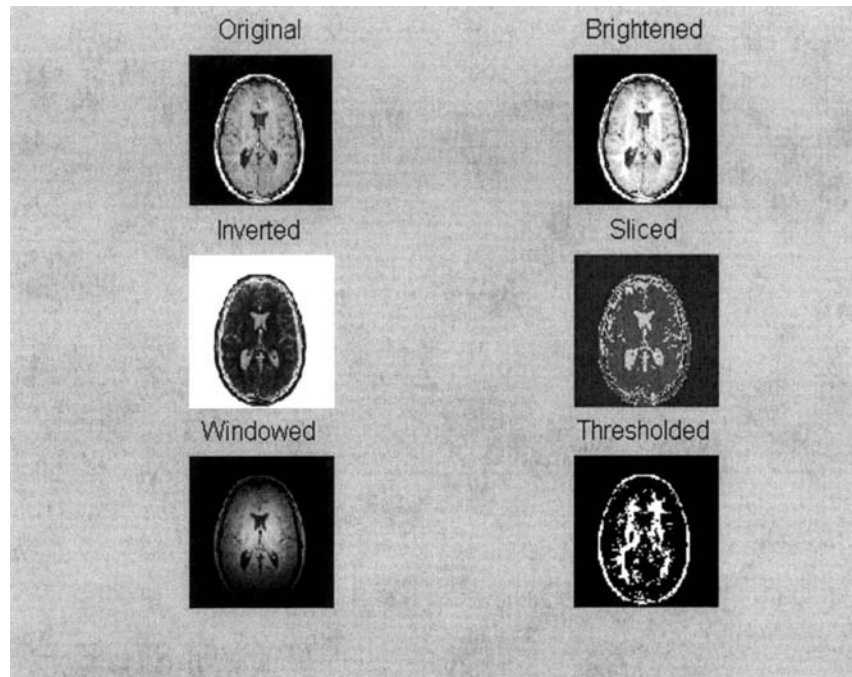 Original
Brightened
Inverted
Sliced
Windowed
Thresholded